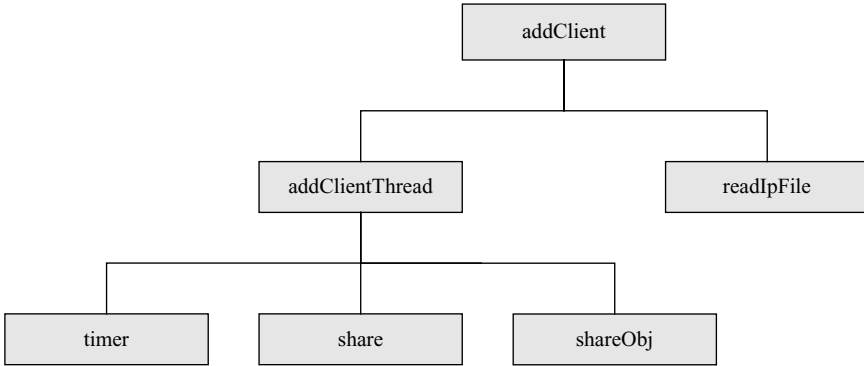 addClient
addClientThread
readIpFile
timer
share
shareObj